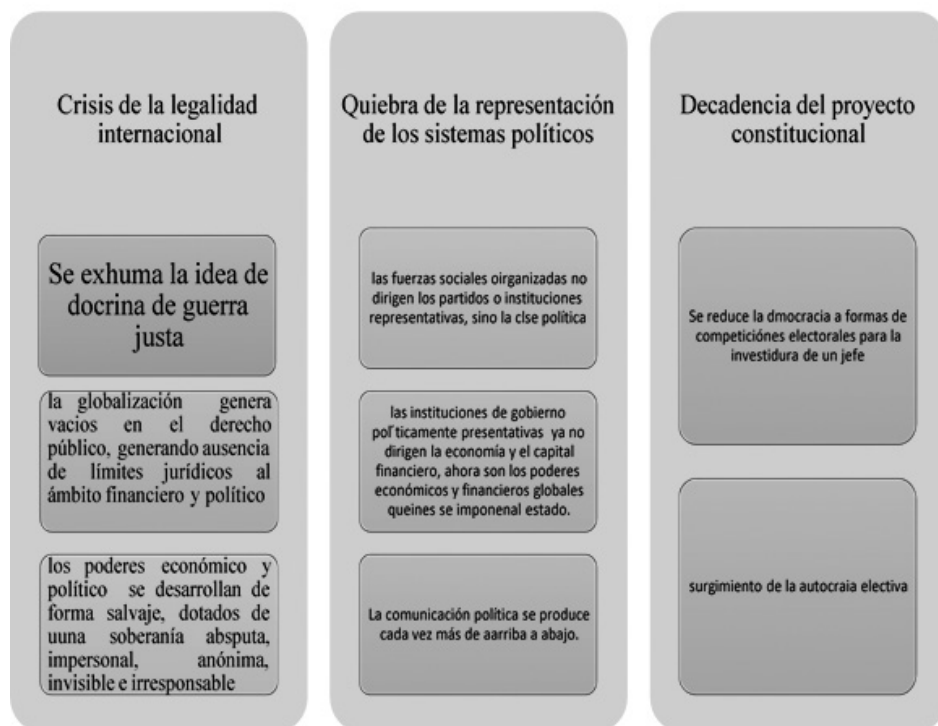 Crisis de la legalidad
internacional
Se exhuma la idea de
docrina de guerra
justa
la globalización genera
vacios en el derecho
público, generando ausencia
de límites jurídicos al
ámbito financiero y político
los poderes económico y
político se desarrollan de
forma salvaje, dotados de
uuna soberanía absputa,
impersonal, anónima,
invisible e irresponsable
Quiebra de la representación
de los sistemas políticos
las fuerzas sociales oirganizadas no
dirigen los partidos o instituciones
representativas, sino la clse política
las instituciones de gobierno
polºticamente presentativas ya no
dirigen la economía y el capital
financiero, ahora son los poderes
económicos y financieros globales
queines se imponenal estado.
La comunicación política se produce
cada vez más de aarriba a abajo.
Decadencia del proyecto
constitucional
Se reduce la dmocracia a formas de
competiciónes electorales para la
investidura de un jefe
surgimiento de la autocraia electiva